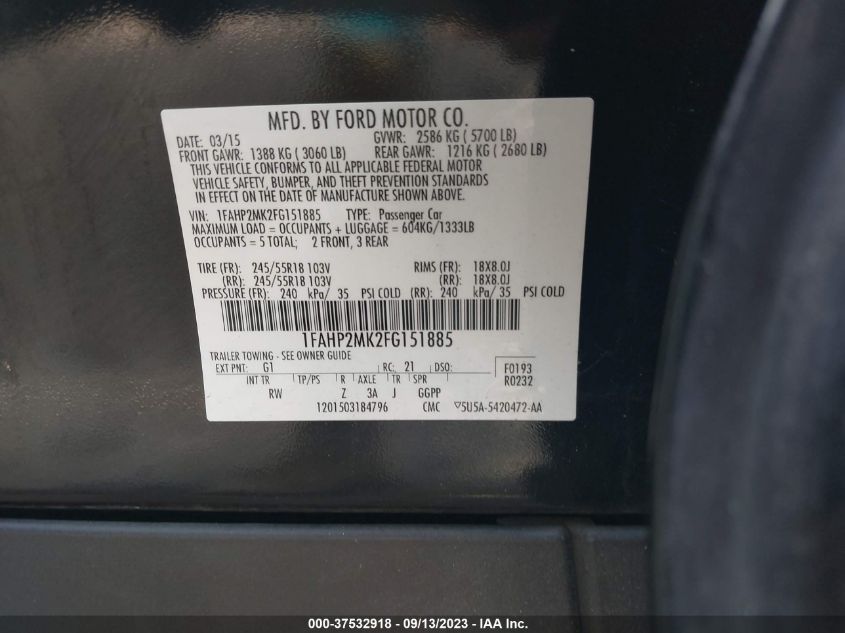 MFD. BY FORD MOTOR CO.
DATE: 03/15 GVWR: 2586 KG ( 5700 LB)
FRONT GAWR: 1388 KG ( 3060 LB) REAR GAWR: 1216 KG ( 2680 LB)
THIS VEHICLE CONFORMS TO ALL APPLICABLE FEDERAL MOTOR
VEHICLE SAFETY, BUMPER, AND THEFT PREVENTION STANDARDS
IN EFFECT ON THE DATE OF MANUFACTURE SHOWN ABOVE.
VIN: 1FAHP2MK2FG151885 TYPE: Passenger Car
MAXIMUM LOAD = OCCUPANTS + LUGGAGE = 604KG/1333LB
OCCUPANTS = 5 TOTAL; 2 FRONT, 3 REAR
TIRE (FR): 245/55R18 103V RIMS (FR): 18X8.0J
(RR): 245/55R18 103V (RR): 18X8.0J
PRESSURE (FR): 240 kPa/ 35 PSI COLD (RR): 240 kPa/ 35 PSI COLD
1FAHP2MK2FG151885
TRAILER TOWING - SEE OWNER GUIDE
EXT PNT: G1 RC: 21 DSO: F0193
INT TR TP/PS R AXLE TR SPR R0232
RW Z 3A J GGPP
1201503184796 CMC ▽5U5A-5420472-AA
000-37532918 - 09/13/2023 - IAA Inc.